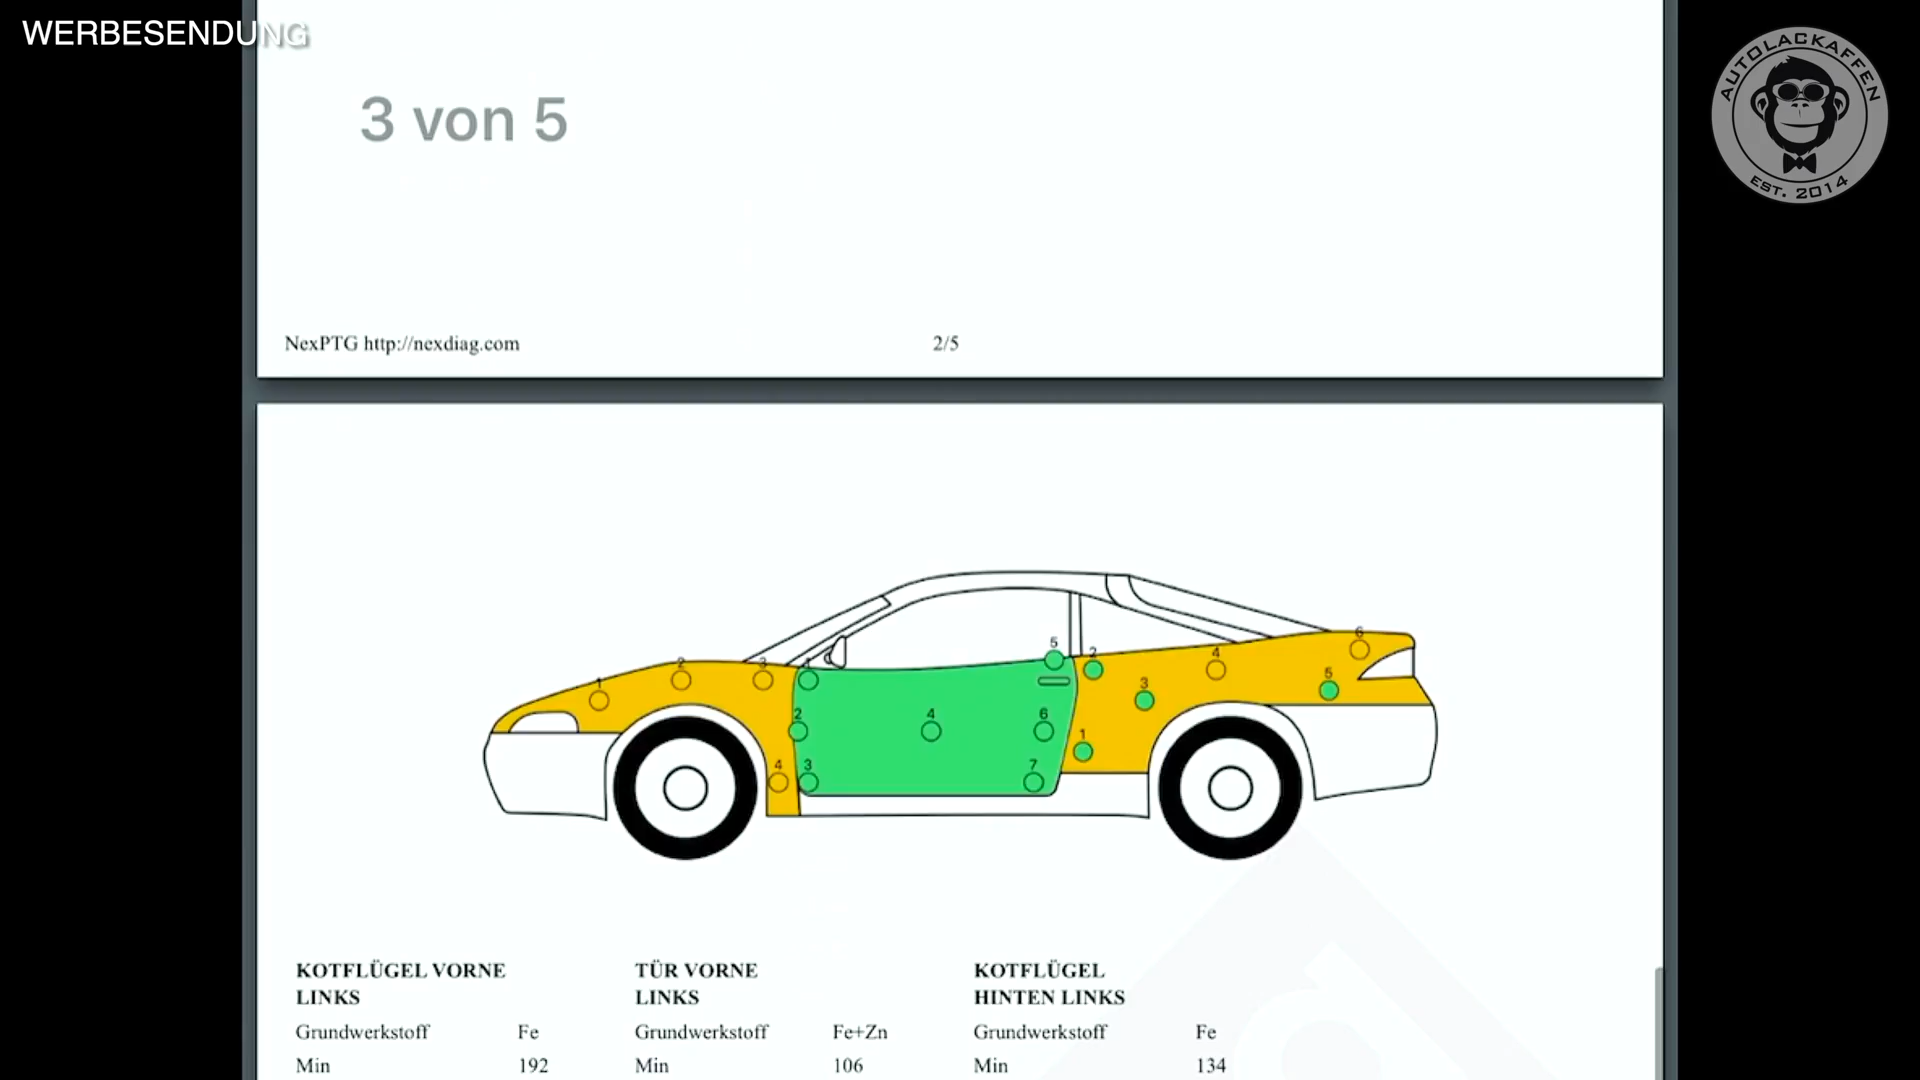 WERBESENDUNG
AUTOLACKAFFEN
EST. 2014
3 von 5
NexPTG http://nexdiag.com
2/5
6
5
2 3 1 2 4
1 3 5
2 4 6
1
4 3 7
KOTFLÜGEL VORNE
LINKS
Grundwerkstoff Fe
Min 192
TÜR VORNE
LINKS
Grundwerkstoff Fe+Zn
Min 106
KOTFLÜGEL
HINTEN LINKS
Grundwerkstoff Fe
Min 134